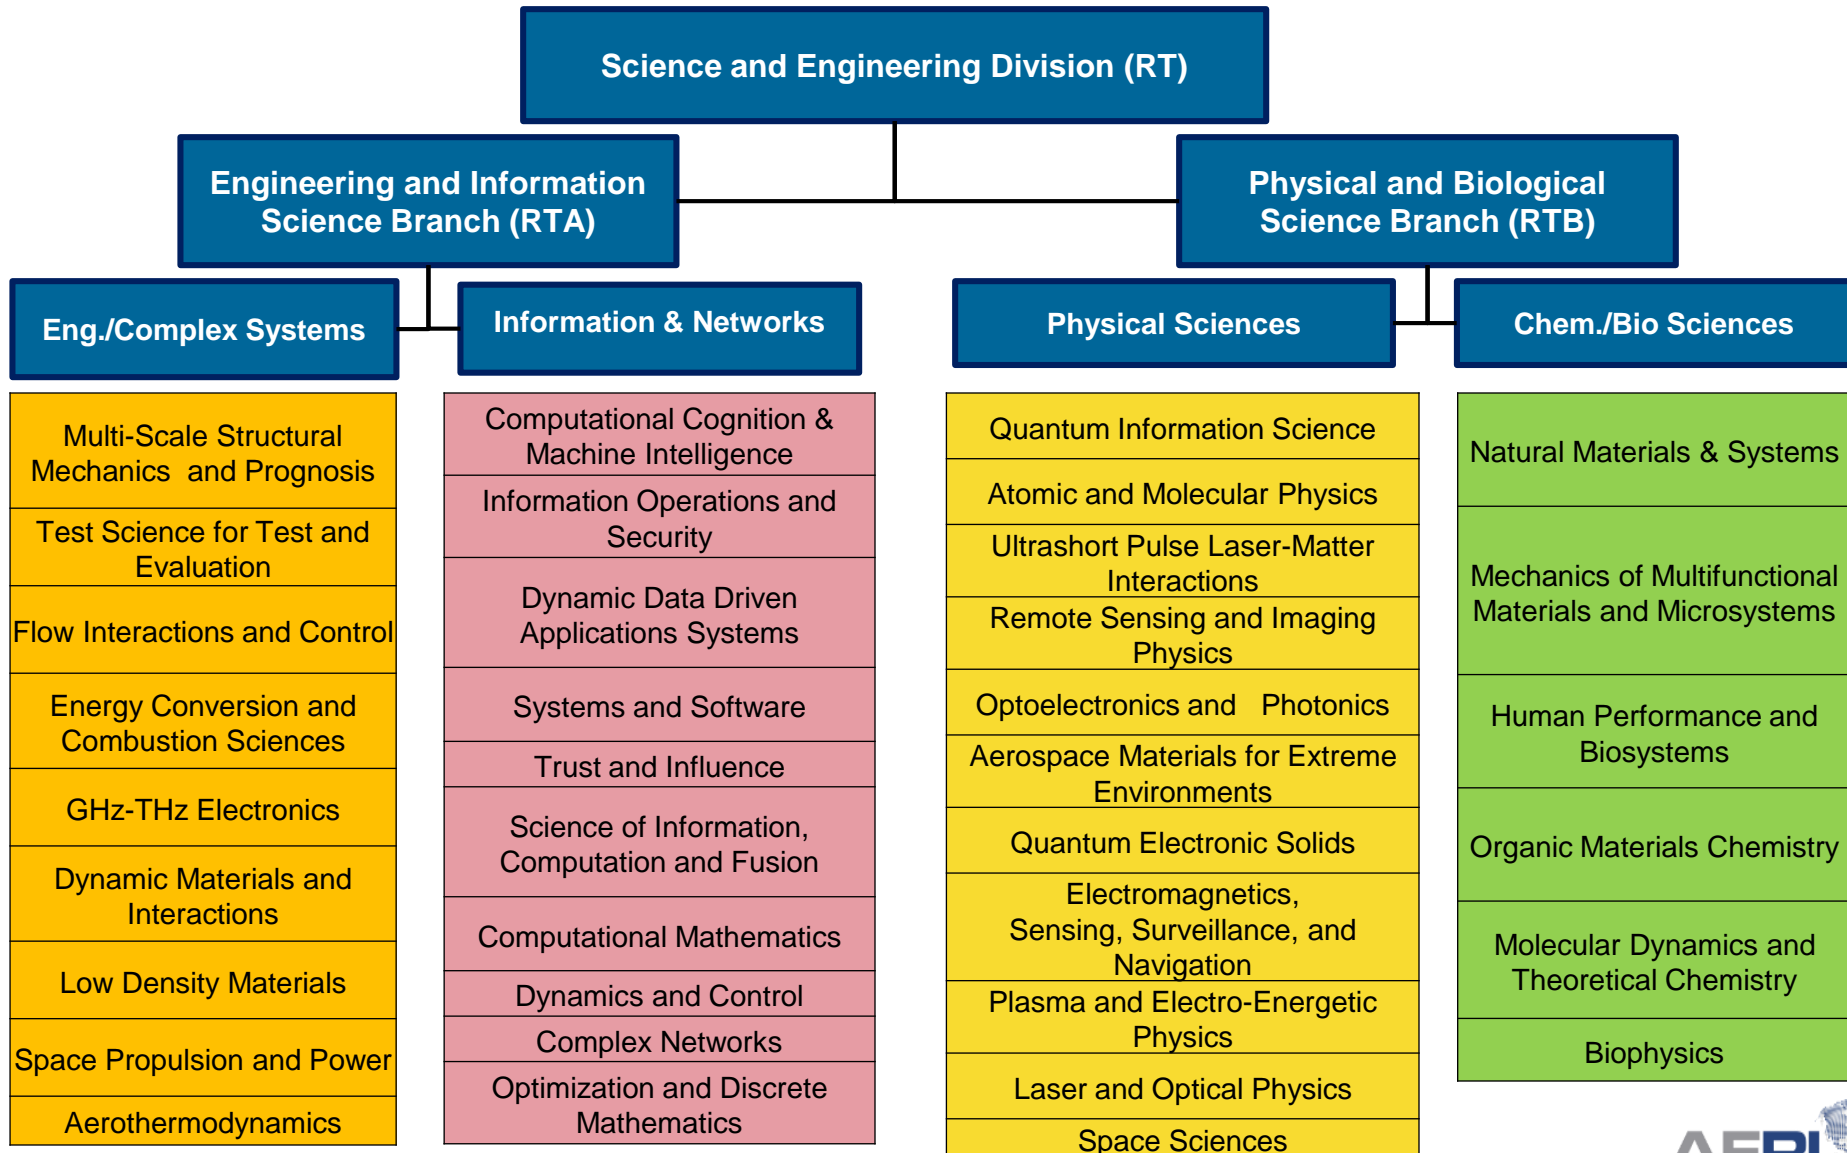 Science and Engineering Division (RT)
Engineering and Information
Science Branch (RTA)
Physical and Biological
Science Branch (RTB)
Eng./Complex Systems
Information & Networks
Physical Sciences
Chem./Bio Sciences
Multi-Scale Structural
Mechanics and Prognosis
Test Science for Test and
Evaluation
Flow Interactions and Control
Energy Conversion and
Combustion Sciences
GHz-THz Electronics
Dynamic Materials and
Interactions
Low Density Materials
Space Propulsion and Power
Aerothermodynamics
Computational Cognition &
Machine Intelligence
Information Operations and
Security
Dynamic Data Driven
Applications Systems
Systems and Software
Trust and Influence
Science of Information,
Computation and Fusion
Computational Mathematics
Dynamics and Control
Complex Networks
Optimization and Discrete
Mathematics
Quantum Information Science
Atomic and Molecular Physics
Ultrashort Pulse Laser-Matter
Interactions
Remote Sensing and Imaging
Physics
Optoelectronics and Photonics
Aerospace Materials for Extreme
Environments
Quantum Electronic Solids
Electromagnetics,
Sensing, Surveillance, and
Navigation
Plasma and Electro-Energetic
Physics
Laser and Optical Physics
Space Sciences
Natural Materials & Systems
Mechanics of Multifunctional
Materials and Microsystems
Human Performance and
Biosystems
Organic Materials Chemistry
Molecular Dynamics and
Theoretical Chemistry
Biophysics